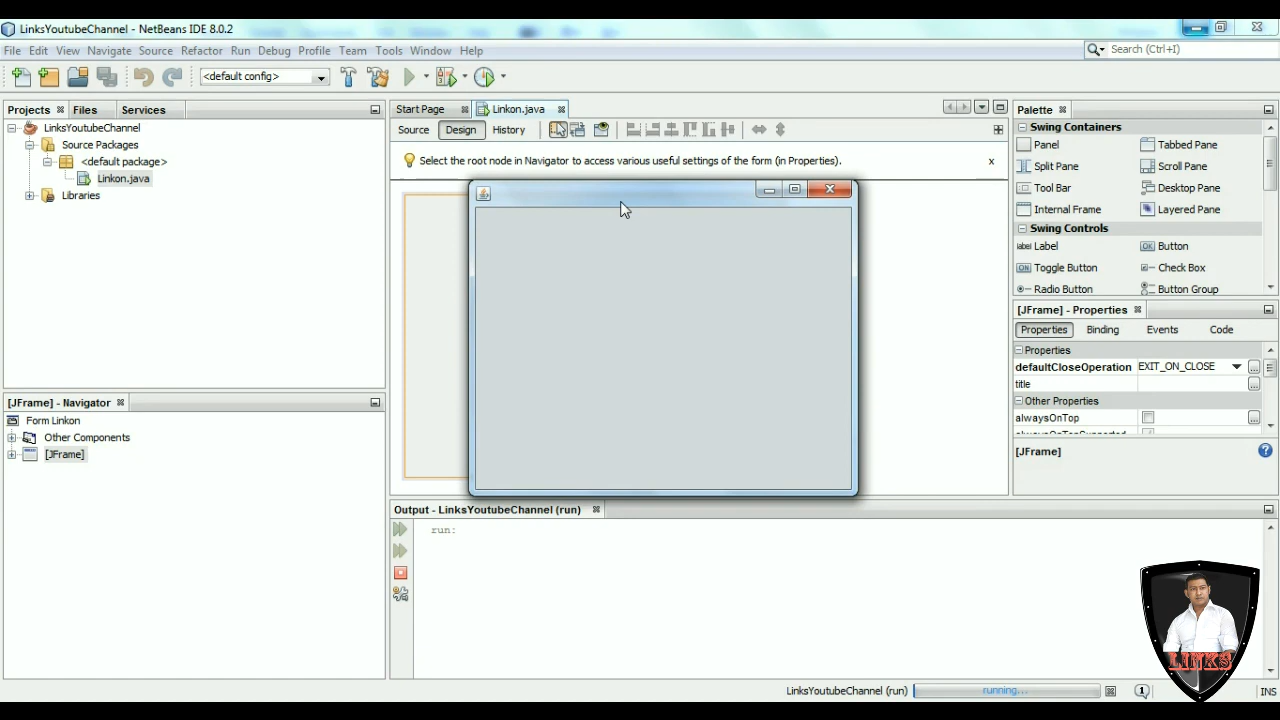 LinksYoutubeChannel - NetBeans IDE 8.0.2
File Edit View Navigate Source Refactor Run Debug Profile Team Tools Window Help
Search (Ctrl+I)
<default config>
Projects Files Services
LinksYoutubeChannel
Source Packages
<default package>
Linkon.java
Libraries
[JFrame] - Navigator
Form Linkon
Other Components
[JFrame]
Start Page Linkon.java
Source Design History
Select the root node in Navigator to access various useful settings of the form (in Properties). x
Output - LinksYoutubeChannel (run)
run:
Palette
Swing Containers
Panel Tabbed Pane
Split Pane Scroll Pane
Tool Bar Desktop Pane
Internal Frame Layered Pane
Swing Controls
label Label OK Button
ON Toggle Button Check Box
Radio Button Button Group
[JFrame] - Properties
Properties Binding Events Code
Properties
defaultCloseOperation EXIT_ON_CLOSE ...
title ...
Other Properties
alwaysOnTop ...
alwaysOnTopSupported
[JFrame] ?
LINKS
LinksYoutubeChannel (run) running... 1 INS